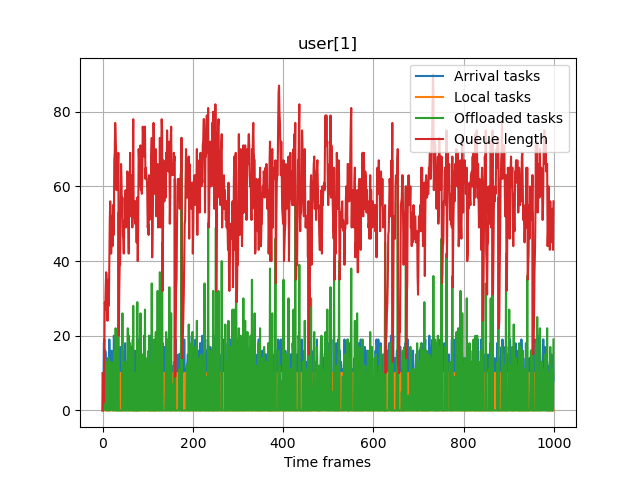 user[1]
Arrival tasks
Local tasks
Offloaded tasks
Queue length
80
60
40
20
0
0 200 400 600 800 1000
Time frames